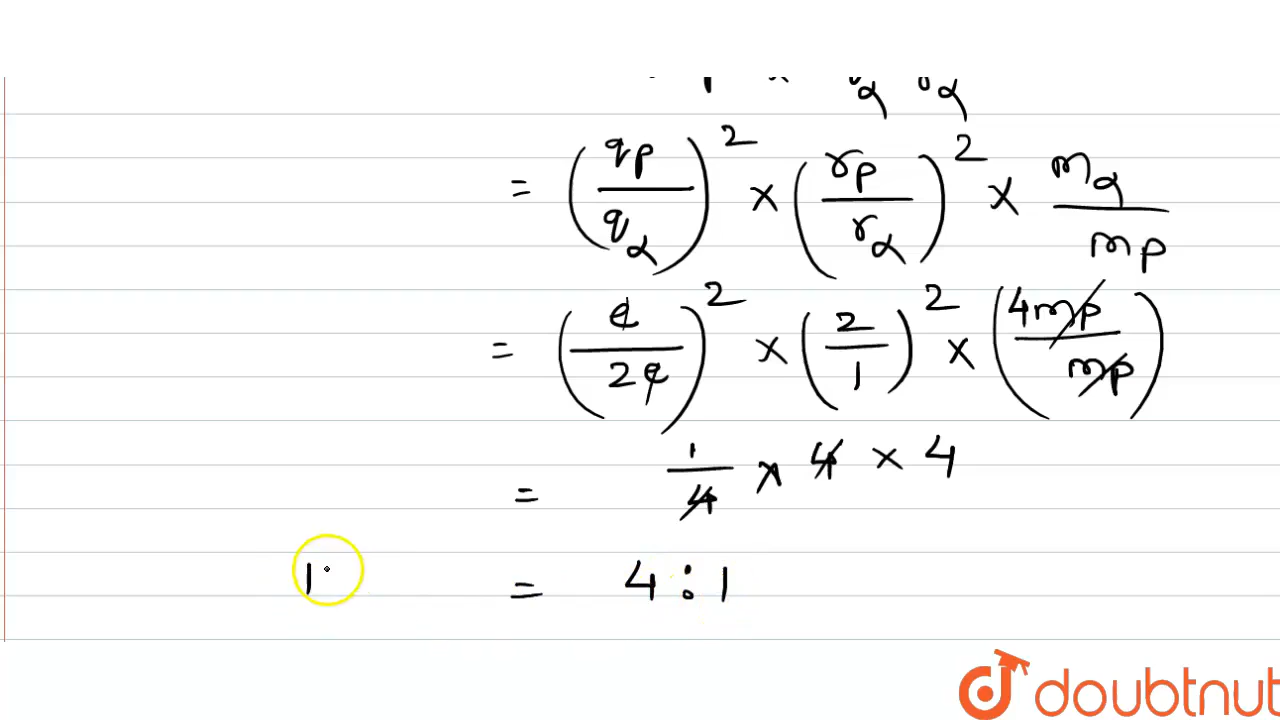 = (qp/qα)² × (rp/rα)² × mα/mp
= (e/2e)² × (2/1)² × (4mp/mp)
= 1/4 × 4 × 4
1
= 4 : 1
doubtnut